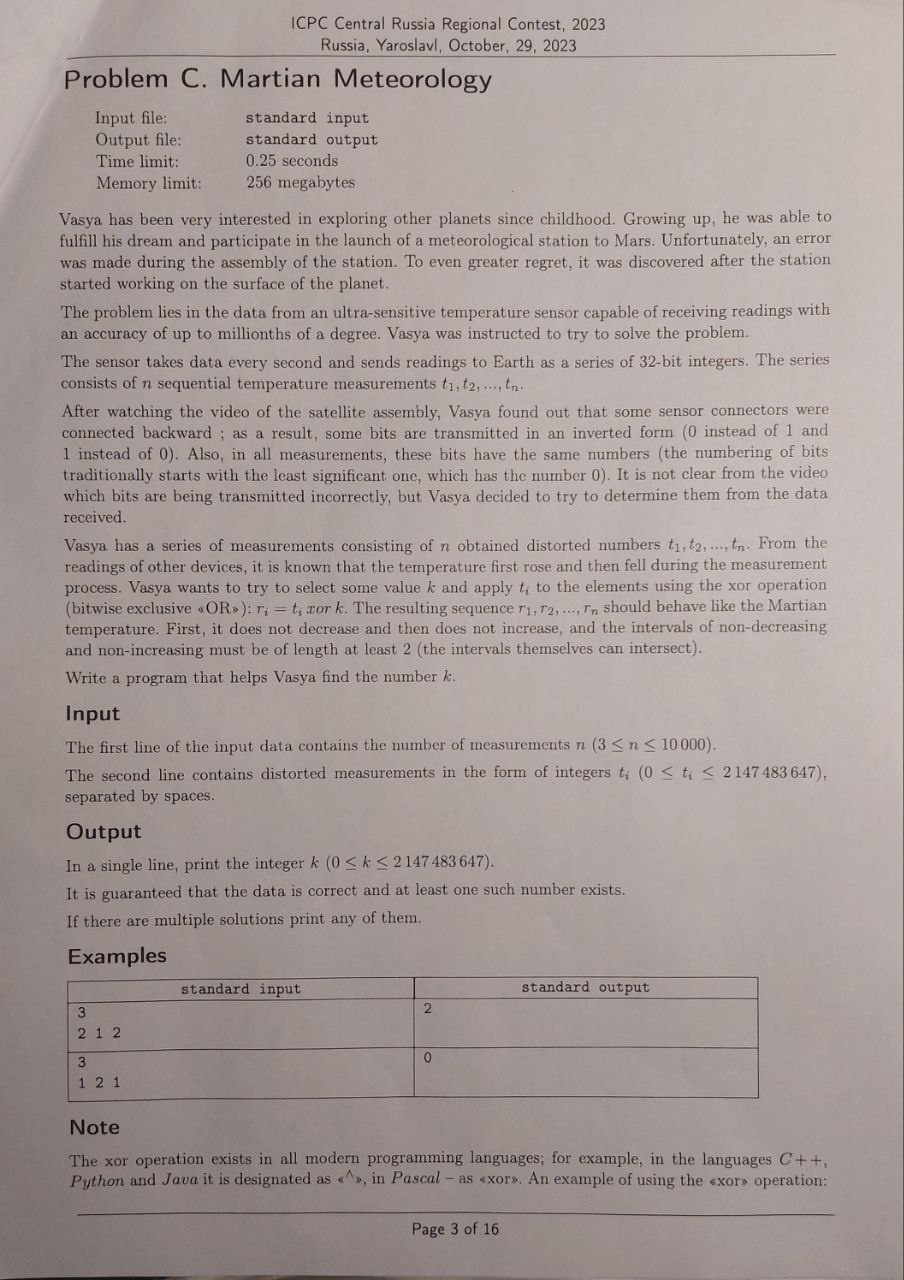 ICPC Central Russia Regional Contest, 2023
Russia, Yaroslavl, October, 29, 2023
Problem C. Martian Meteorology
Input file: standard input
Output file: standard output
Time limit: 0.25 seconds
Memory limit: 256 megabytes
Vasya has been very interested in exploring other planets since childhood. Growing up, he was able to
fulfill his dream and participate in the launch of a meteorological station to Mars. Unfortunately, an error
was made during the assembly of the station. To even greater regret, it was discovered after the station
started working on the surface of the planet.
The problem lies in the data from an ultra-sensitive temperature sensor capable of receiving readings with
an accuracy of up to millionths of a degree. Vasya was instructed to try to solve the problem.
The sensor takes data every second and sends readings to Earth as a series of 32-bit integers. The series
consists of n sequential temperature measurements t₁, t₂, ..., tₙ.
After watching the video of the satellite assembly, Vasya found out that some sensor connectors were
connected backward ; as a result, some bits are transmitted in an inverted form (0 instead of 1 and
1 instead of 0). Also, in all measurements, these bits have the same numbers (the numbering of bits
traditionally starts with the least significant one, which has the number 0). It is not clear from the video
which bits are being transmitted incorrectly, but Vasya decided to try to determine them from the data
received.
Vasya has a series of measurements consisting of n obtained distorted numbers t₁, t₂, ..., tₙ. From the
readings of other devices, it is known that the temperature first rose and then fell during the measurement
process. Vasya wants to try to select some value k and apply tᵢ to the elements using the xor operation
(bitwise exclusive «OR»): rᵢ = tᵢ xor k. The resulting sequence r₁, r₂, ..., rₙ should behave like the Martian
temperature. First, it does not decrease and then does not increase, and the intervals of non-decreasing
and non-increasing must be of length at least 2 (the intervals themselves can intersect).
Write a program that helps Vasya find the number k.
Input
The first line of the input data contains the number of measurements n (3 ≤ n ≤ 10 000).
The second line contains distorted measurements in the form of integers tᵢ (0 ≤ tᵢ ≤ 2 147 483 647),
separated by spaces.
Output
In a single line, print the integer k (0 ≤ k ≤ 2 147 483 647).
It is guaranteed that the data is correct and at least one such number exists.
If there are multiple solutions print any of them.
Examples
standard input standard output
3 2
2 1 2
3 0
1 2 1
Note
The xor operation exists in all modern programming languages; for example, in the languages C++,
Python and Java it is designated as «^», in Pascal – as «xor». An example of using the «xor» operation:
Page 3 of 16